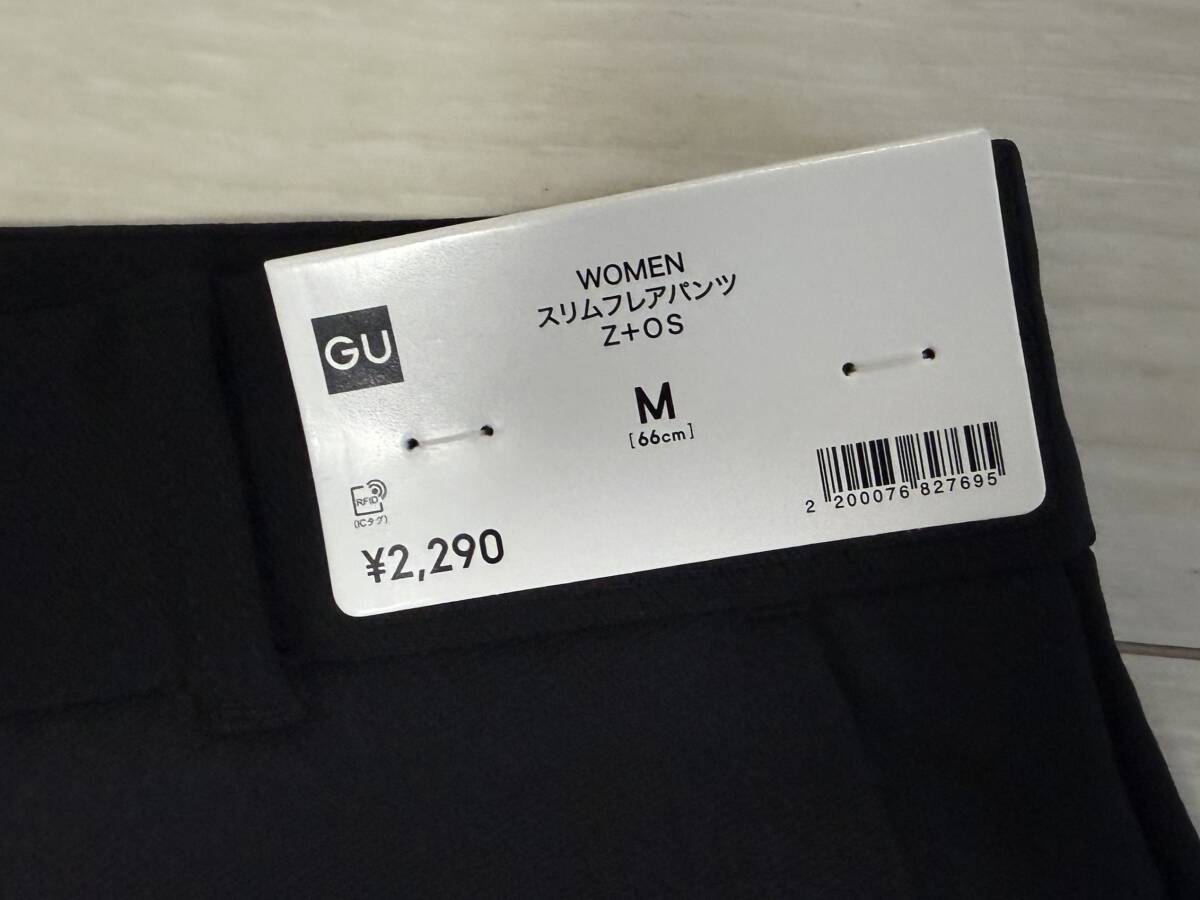 GU
WOMEN
スリムフレアパンツ
Z+OS
M
[66cm]
RFID
(ICタグ)
¥2,290
2 200076 827695